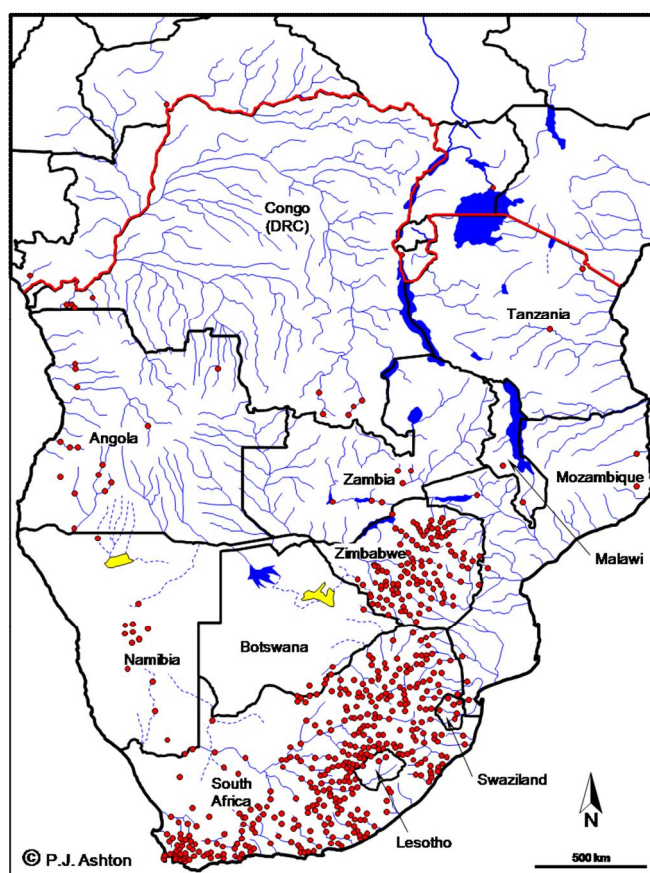 Congo
(DRC)
Tanzania
Angola
Zambia
Mozambique
Malawi
Zimbabwe
Namibia
Botswana
Swaziland
South
Africa
Lesotho
N
© P.J. Ashton
500 km